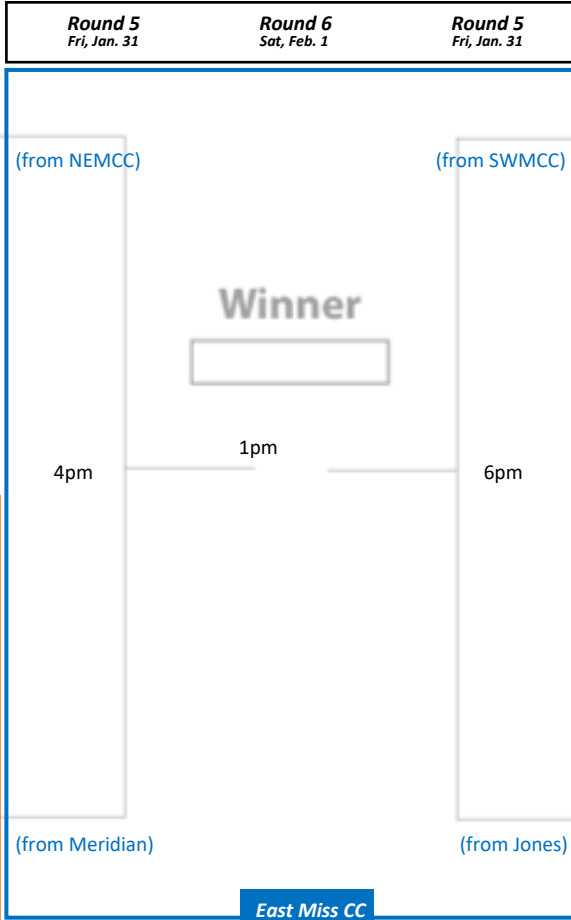 Round 5
Fri, Jan. 31
Round 6
Sat, Feb. 1
Round 5
Fri, Jan. 31
(from NEMCC)
(from SWMCC)
Winner
1pm
4pm
6pm
(from Meridian)
(from Jones)
East Miss CC